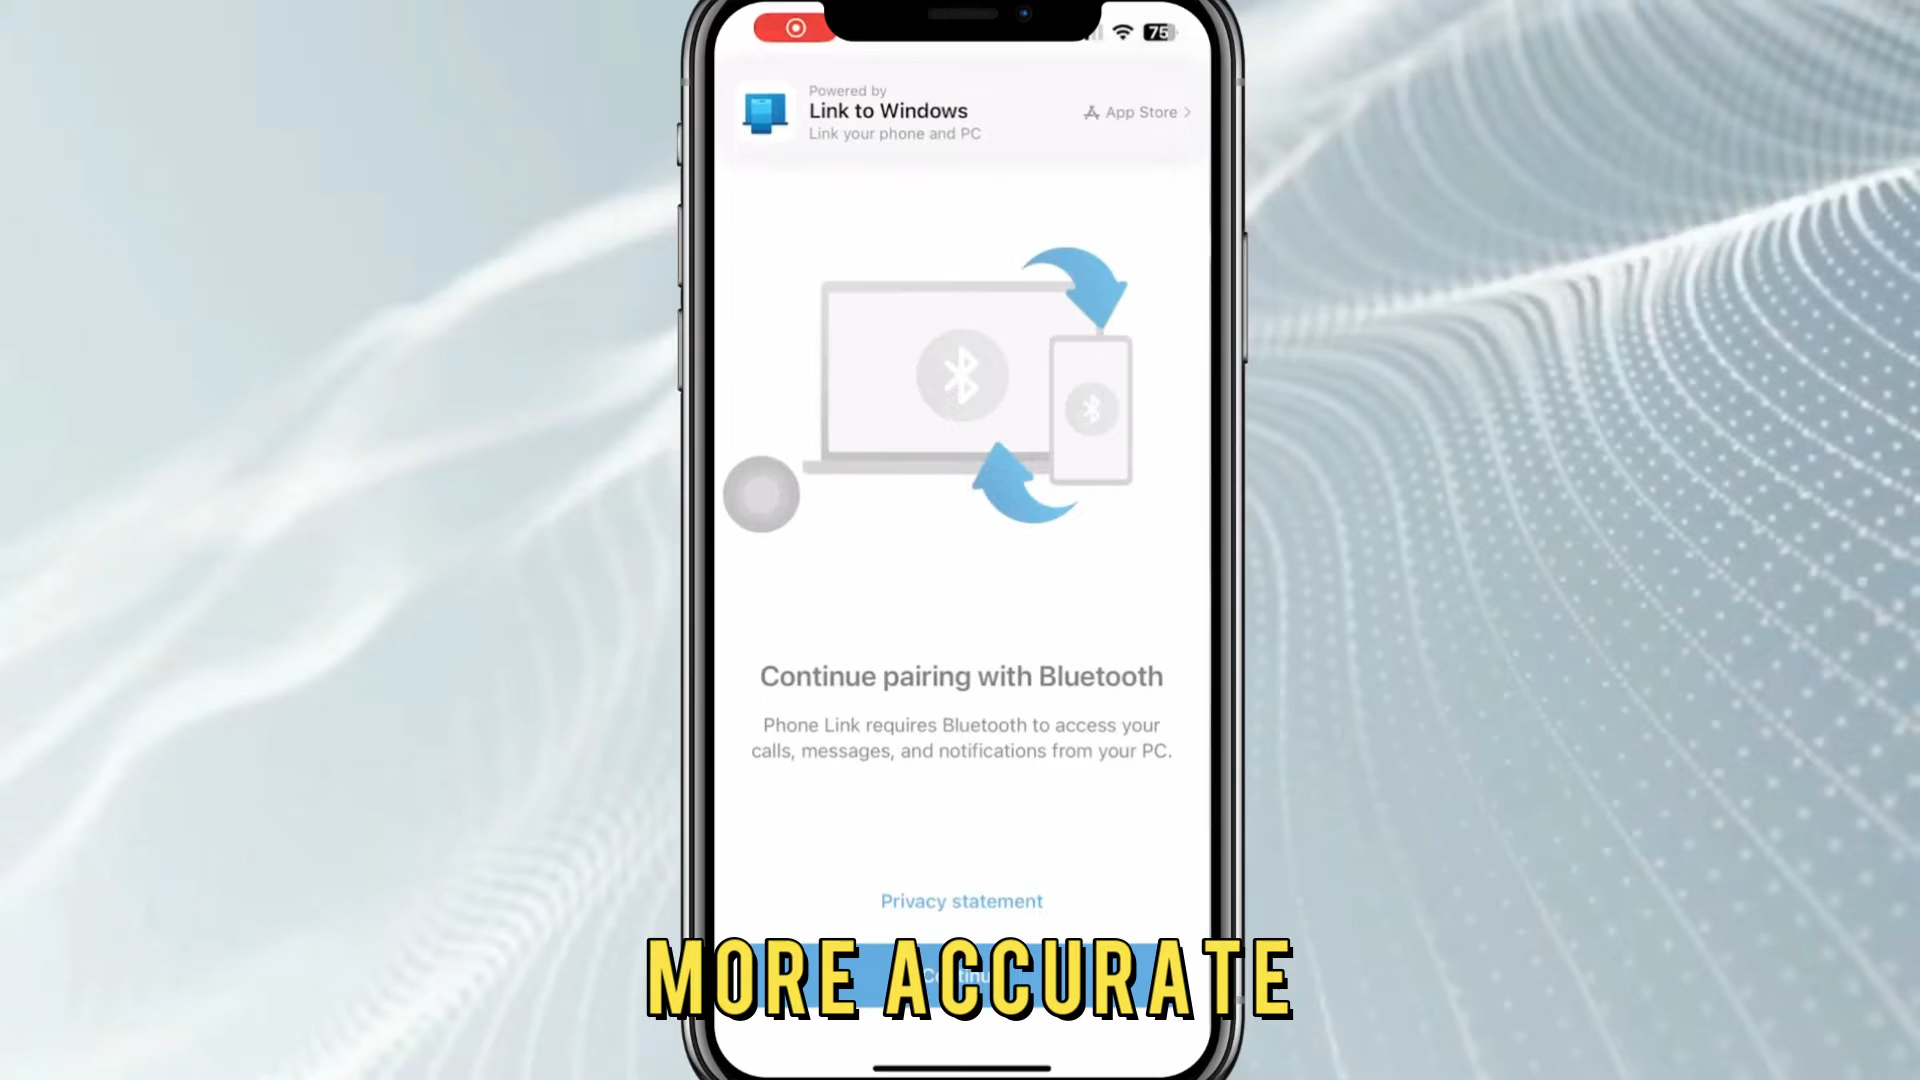 75
Powered by
Link to Windows
Link your phone and PC
App Store >
Continue pairing with Bluetooth
Phone Link requires Bluetooth to access your
calls, messages, and notifications from your PC.
Privacy statement
MORE ACCURATE